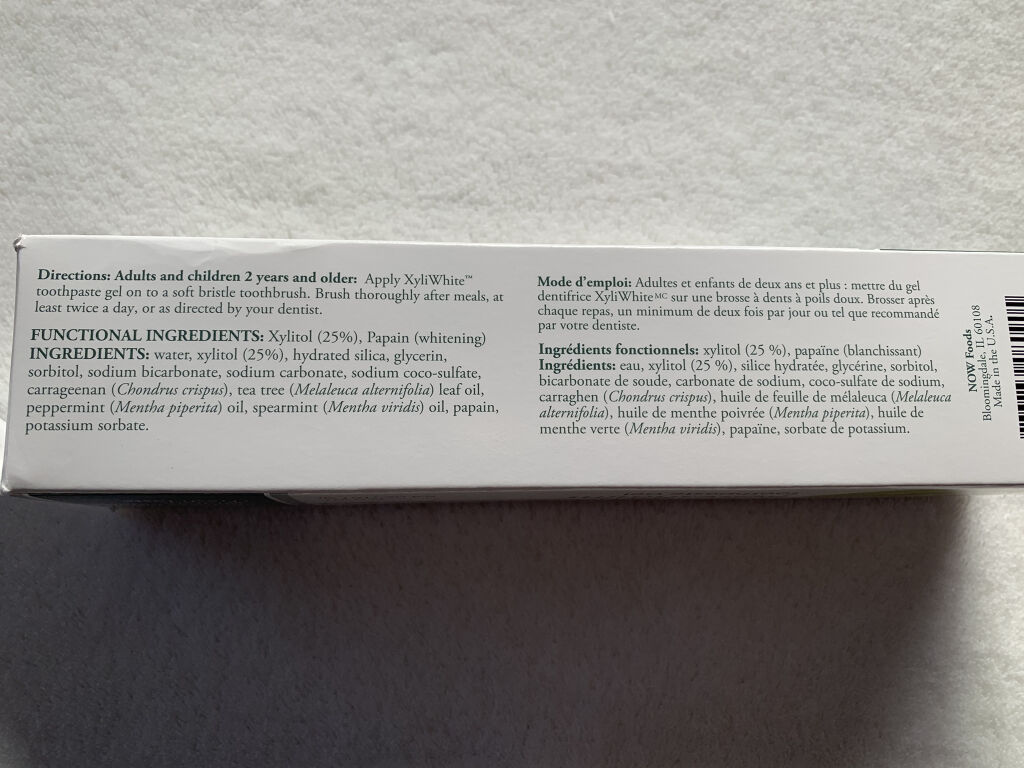 Directions: Adults and children 2 years and older: Apply XyliWhite™
toothpaste gel on to a soft bristle toothbrush. Brush thoroughly after meals, at
least twice a day, or as directed by your dentist.
FUNCTIONAL INGREDIENTS: Xylitol (25%), Papain (whitening)
INGREDIENTS: water, xylitol (25%), hydrated silica, glycerin,
sorbitol, sodium bicarbonate, sodium carbonate, sodium coco-sulfate,
carrageenan (Chondrus crispus), tea tree (Melaleuca alternifolia) leaf oil,
peppermint (Mentha piperita) oil, spearmint (Mentha viridis) oil, papain,
potassium sorbate.
Mode d’emploi: Adultes et enfants de deux ans et plus : mettre du gel
dentifrice XyliWhiteᴹᶜ sur une brosse à dents à poils doux. Brosser après
chaque repas, un minimum de deux fois par jour ou tel que recommandé
par votre dentiste.
Ingrédients fonctionnels: xylitol (25 %), papaïne (blanchissant)
Ingrédients: eau, xylitol (25 %), silice hydratée, glycérine, sorbitol,
bicarbonate de soude, carbonate de sodium, coco-sulfate de sodium,
carraghen (Chondrus crispus), huile de feuille de mélaleuca (Melaleuca
alternifolia), huile de menthe poivrée (Mentha piperita), huile de
menthe verte (Mentha viridis), papaïne, sorbate de potassium.
NOW Foods
Bloomingdale, IL 60108
Made in the U.S.A.